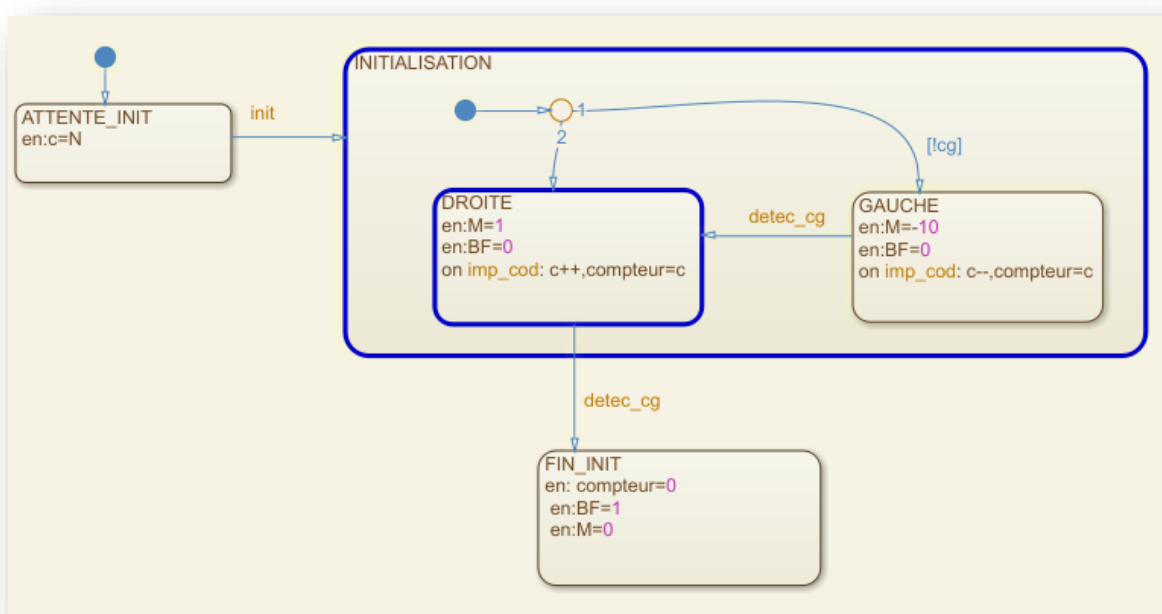 INITIALISATION
ATTENTE_INIT
en:c=N
init
1
2
[!cg]
DROITE
en:M=1
en:BF=0
on imp_cod: c++,compteur=c
detec_cg
GAUCHE
en:M=-10
en:BF=0
on imp_cod: c--,compteur=c
detec_cg
FIN_INIT
en: compteur=0
en:BF=1
en:M=0